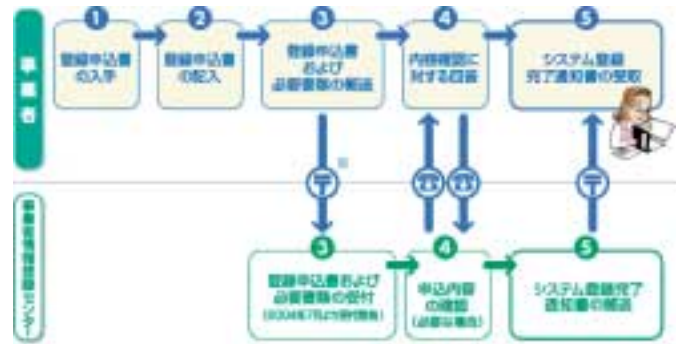 事業者
1
登録申込書
の入手
2
登録申込書
の記入
3
登録申込書
および
必要書類の郵送
4
内容確認に
対する回答
5
システム登録
完了通知書の受取
〒
〒
3
登録申込書および
必要書類の受付
4
申込内容
の確認
(必要な場合)
5
システム登録完了
通知書の郵送